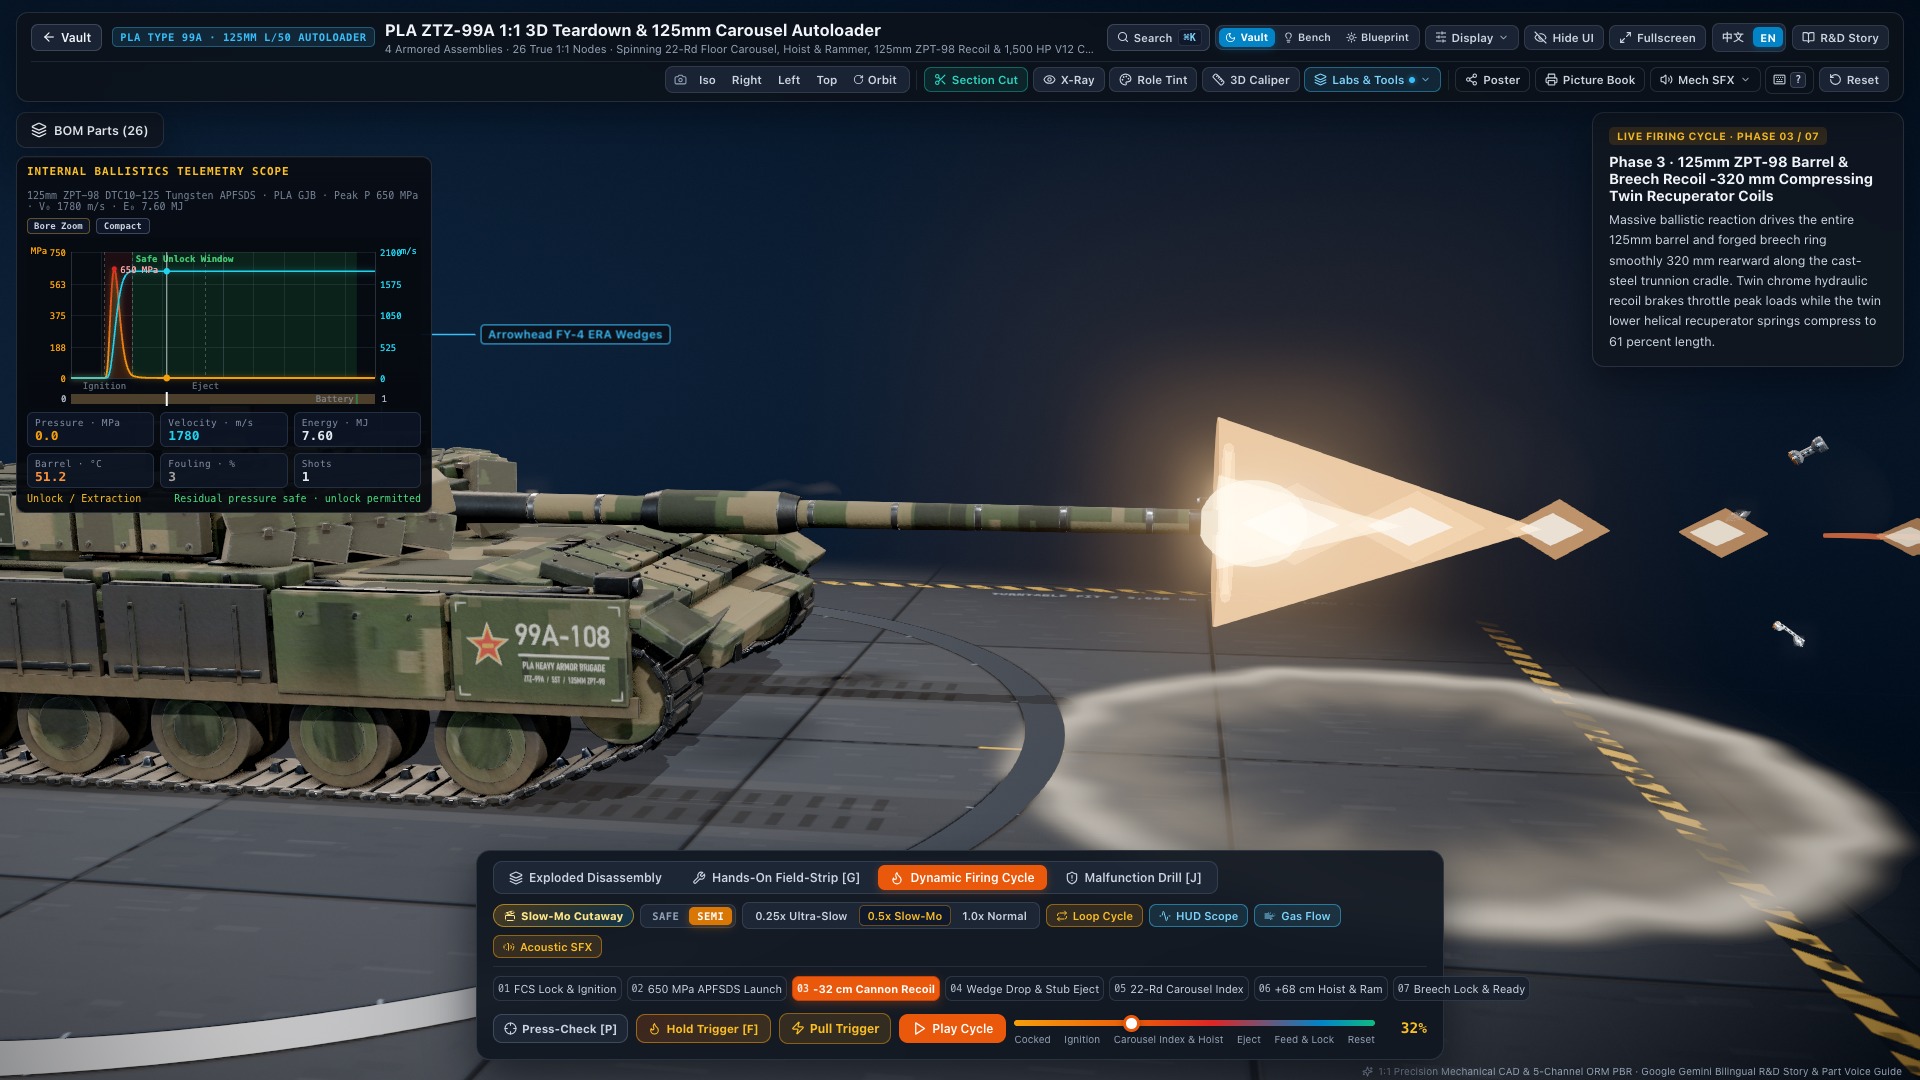 Vault
PLA TYPE 99A · 125MM L/50 AUTOLOADER
PLA ZTZ-99A 1:1 3D Teardown & 125mm Carousel Autoloader
4 Armored Assemblies · 26 True 1:1 Nodes · Spinning 22-Rd Floor Carousel, Hoist & Rammer, 125mm ZPT-98 Recoil & 1,500 HP V12 C...
Search ⌘K
Vault Bench Blueprint
Display
Hide UI
Fullscreen
中文 EN
R&D Story
Iso Right Left Top Orbit
Section Cut
X-Ray
Role Tint
3D Caliper
Labs & Tools
Poster
Picture Book
Mech SFX
?
Reset
BOM Parts (26)
INTERNAL BALLISTICS TELEMETRY SCOPE
125mm ZPT-98 DTC10-125 Tungsten APFSDS · PLA GJB · Peak P 650 MPa
· V₀ 1780 m/s · E₀ 7.60 MJ
Bore Zoom Compact
MPa 750 2100 m/s
Safe Unlock Window
650 MPa
563 1575
375 1050
188 525
0 0
Ignition Eject
0 Battery 1
Pressure · MPa
0.0
Velocity · m/s
1780
Energy · MJ
7.60
Barrel · °C
51.2
Fouling · %
3
Shots
1
Unlock / Extraction Residual pressure safe · unlock permitted
Arrowhead FY-4 ERA Wedges
LIVE FIRING CYCLE · PHASE 03 / 07
Phase 3 · 125mm ZPT-98 Barrel &
Breech Recoil -320 mm Compressing
Twin Recuperator Coils
Massive ballistic reaction drives the entire
125mm barrel and forged breech ring
smoothly 320 mm rearward along the cast-
steel trunnion cradle. Twin chrome hydraulic
recoil brakes throttle peak loads while the twin
lower helical recuperator springs compress to
61 percent length.
99A-108
PLA HEAVY ARMOR BRIGADE
ZTZ-99A / 55T / 125MM ZPT-98
Exploded Disassembly
Hands-On Field-Strip [G]
Dynamic Firing Cycle
Malfunction Drill [J]
Slow-Mo Cutaway
SAFE SEMI
0.25x Ultra-Slow 0.5x Slow-Mo 1.0x Normal
Loop Cycle
HUD Scope
Gas Flow
Acoustic SFX
01 FCS Lock & Ignition
02 650 MPa APFSDS Launch
03 -32 cm Cannon Recoil
04 Wedge Drop & Stub Eject
05 22-Rd Carousel Index
06 +68 cm Hoist & Ram
07 Breech Lock & Ready
Press-Check [P]
Hold Trigger [F]
Pull Trigger
Play Cycle
32%
Cocked Ignition Carousel Index & Hoist Eject Feed & Lock Reset
1:1 Precision Mechanical CAD & 5-Channel ORM PBR · Google Gemini Bilingual R&D Story & Part Voice Guide